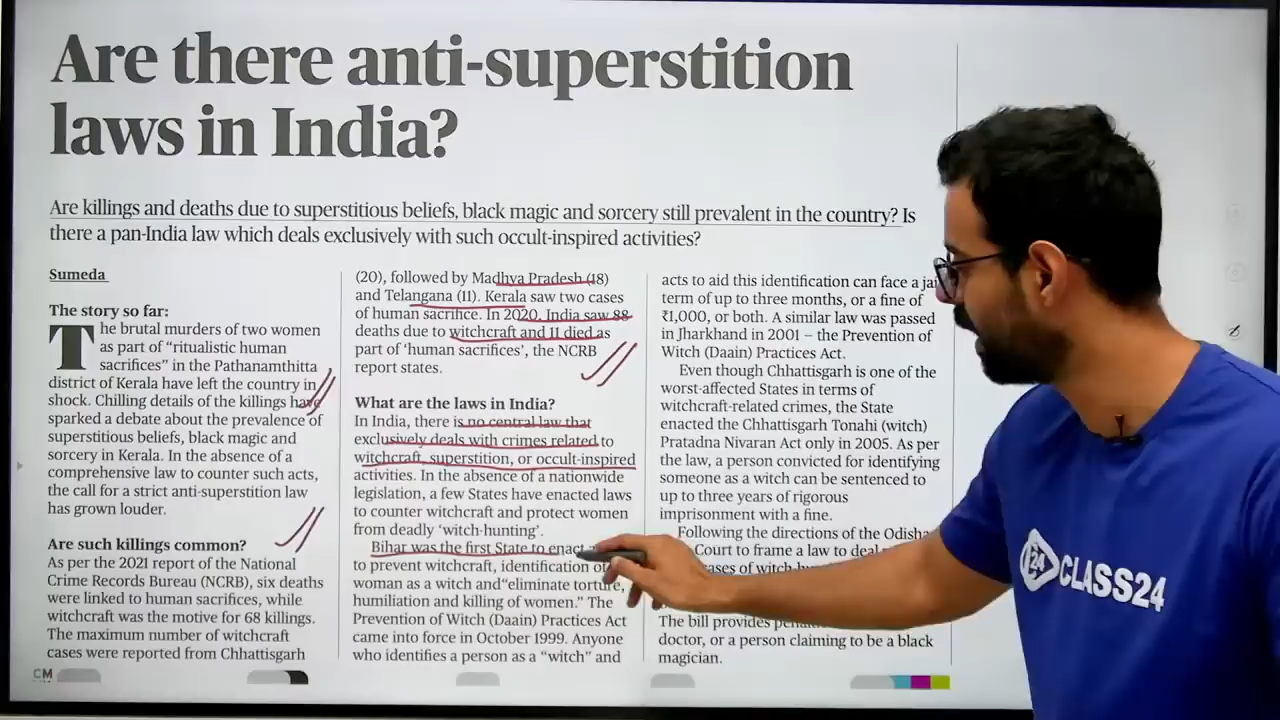 Are there anti-superstition
laws in India?
Are killings and deaths due to superstitious beliefs, black magic and sorcery still prevalent in the country? Is
there a pan-India law which deals exclusively with such occult-inspired activities?
Sumeda
The story so far:
The brutal murders of two women
as part of “ritualistic human
sacrifices” in the Pathanamthitta
district of Kerala have left the country in
shock. Chilling details of the killings have
sparked a debate about the prevalence of
superstitious beliefs, black magic and
sorcery in Kerala. In the absence of a
comprehensive law to counter such acts,
the call for a strict anti-superstition law
has grown louder.
Are such killings common?
As per the 2021 report of the National
Crime Records Bureau (NCRB), six deaths
were linked to human sacrifices, while
witchcraft was the motive for 68 killings.
The maximum number of witchcraft
cases were reported from Chhattisgarh
(20), followed by Madhya Pradesh (18)
and Telangana (11). Kerala saw two cases
of human sacrifice. In 2020, India saw 88
deaths due to witchcraft and 11 died as
part of ‘human sacrifices’, the NCRB
report states.
What are the laws in India?
In India, there is no central law that
exclusively deals with crimes related to
witchcraft, superstition, or occult-inspired
activities. In the absence of a nationwide
legislation, a few States have enacted laws
to counter witchcraft and protect women
from deadly ‘witch-hunting’.
Bihar was the first State to enact
to prevent witchcraft, identification of
woman as a witch and “eliminate torture,
humiliation and killing of women.” The
Prevention of Witch (Daain) Practices Act
came into force in October 1999. Anyone
who identifies a person as a “witch” and
acts to aid this identification can face a jail
term of up to three months, or a fine of
₹1,000, or both. A similar law was passed
in Jharkhand in 2001 – the Prevention of
Witch (Daain) Practices Act.
Even though Chhattisgarh is one of the
worst-affected States in terms of
witchcraft-related crimes, the State
enacted the Chhattisgarh Tonahi (witch)
Pratadna Nivaran Act only in 2005. As per
the law, a person convicted for identifying
someone as a witch can be sentenced to
up to three years of rigorous
imprisonment with a fine.
Following the directions of the Odisha
Court to frame a law to deal
cases of
The bill provides
doctor, or a person claiming to be a black
magician.
CM
24 CLASS24